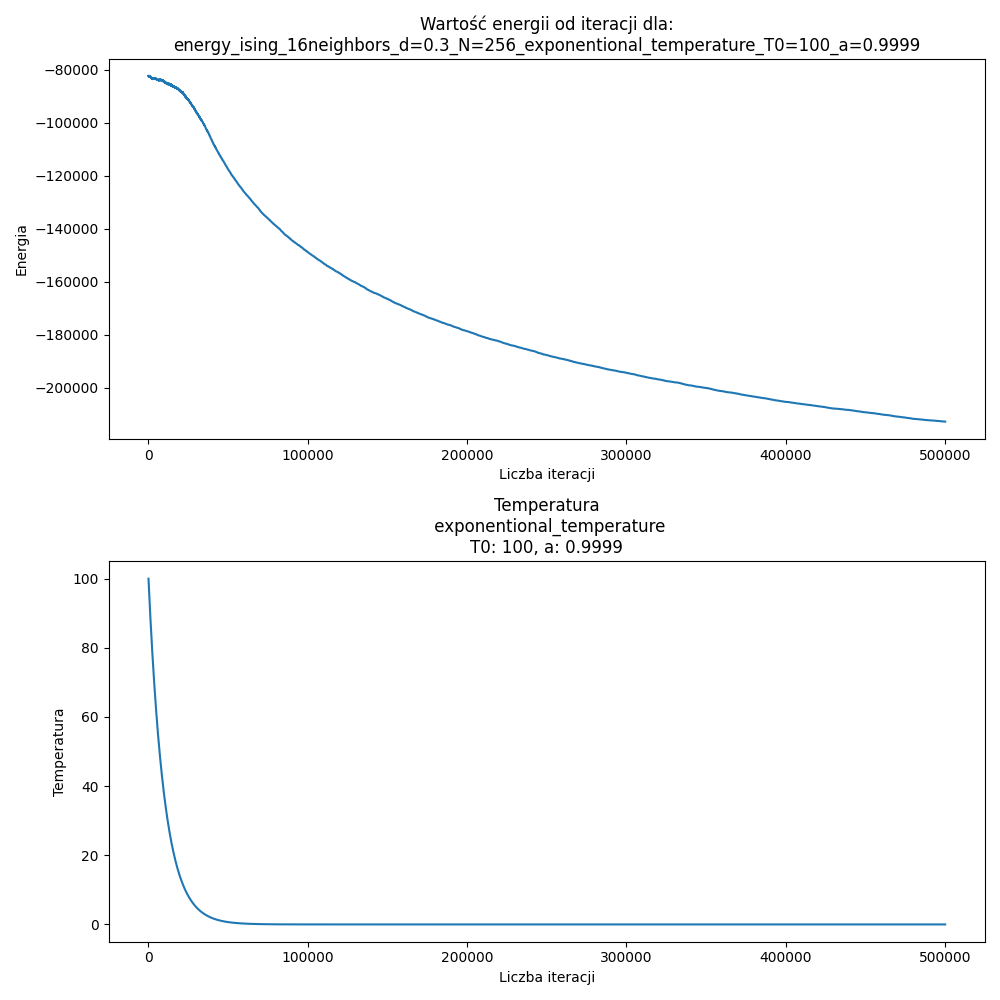 Wartość energii od iteracji dla:
energy_ising_16neighbors_d=0.3_N=256_exponentional_temperature_T0=100_a=0.9999
−80000
−100000
−120000
−140000
−160000
−180000
−200000
Energia
0
100000
200000
300000
400000
500000
Liczba iteracji
Temperatura
exponentional_temperature
T0: 100, a: 0.9999
100
80
60
40
20
0
Temperatura
0
100000
200000
300000
400000
500000
Liczba iteracji